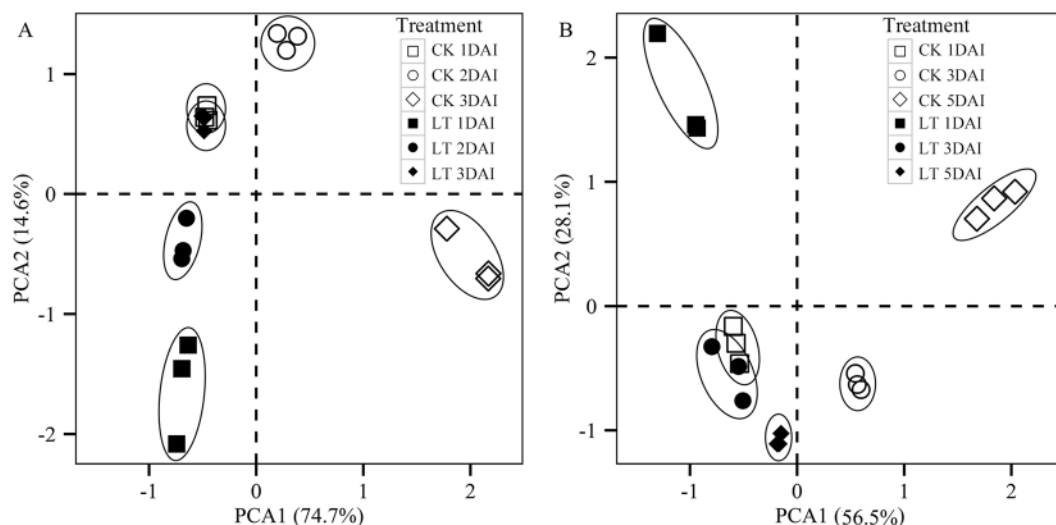 A
Treatment
CK 1DAI
CK 2DAI
CK 3DAI
LT 1DAI
LT 2DAI
LT 3DAI
1
0
-1
-2
PCA2 (14.6%)
-1
0
1
2
PCA1 (74.7%)
B
Treatment
CK 1DAI
CK 3DAI
CK 5DAI
LT 1DAI
LT 3DAI
LT 5DAI
2
1
0
-1
PCA2 (28.1%)
-1
0
1
2
PCA1 (56.5%)